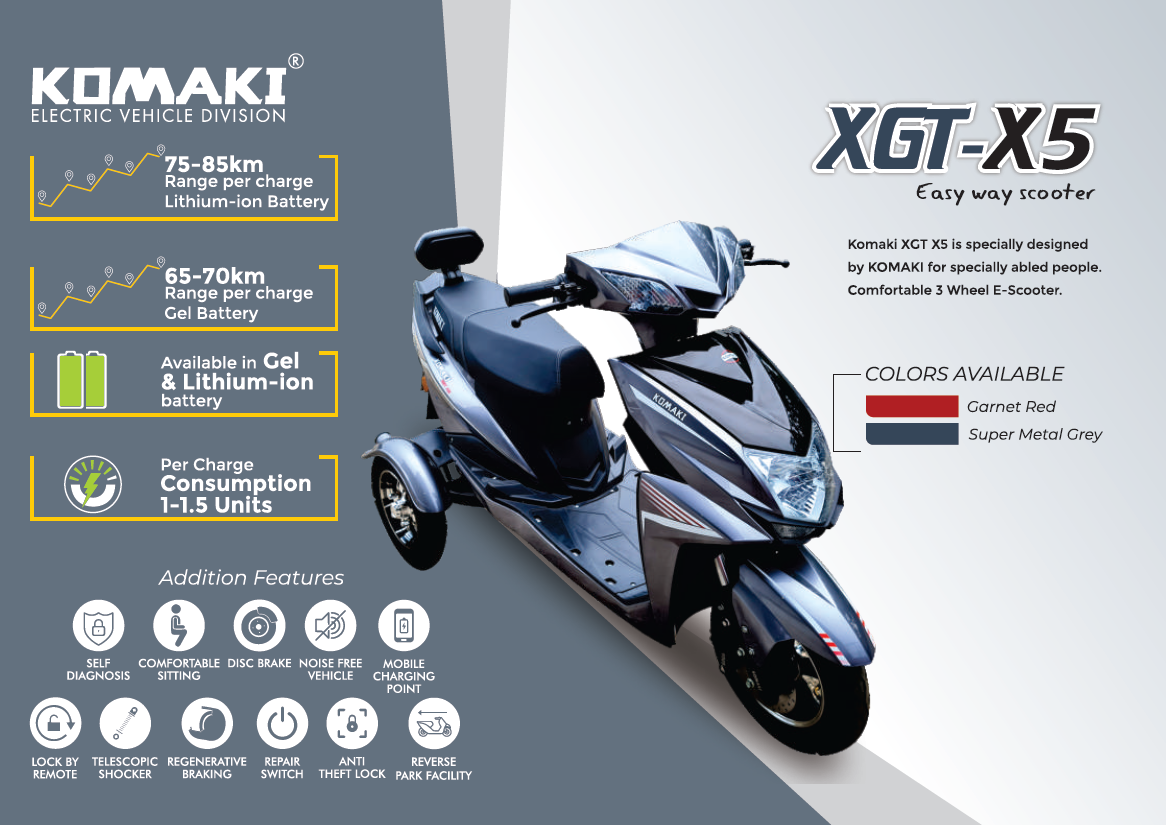 KOMAKI®
ELECTRIC VEHICLE DIVISION
75-85km
Range per charge
Lithium-ion Battery
65-70km
Range per charge
Gel Battery
Available in Gel
& Lithium-ion
battery
Per Charge
Consumption
1-1.5 Units
Addition Features
SELF
DIAGNOSIS
COMFORTABLE
SITTING
DISC BRAKE
NOISE FREE
VEHICLE
MOBILE
CHARGING
POINT
LOCK BY
REMOTE
TELESCOPIC
SHOCKER
REGENERATIVE
BRAKING
REPAIR
SWITCH
ANTI
THEFT LOCK
REVERSE
PARK FACILITY
KOMAKI
XGT-X5
Easy way scooter
Komaki XGT X5 is specially designed
by KOMAKI for specially abled people.
Comfortable 3 Wheel E-Scooter.
COLORS AVAILABLE
Garnet Red
Super Metal Grey